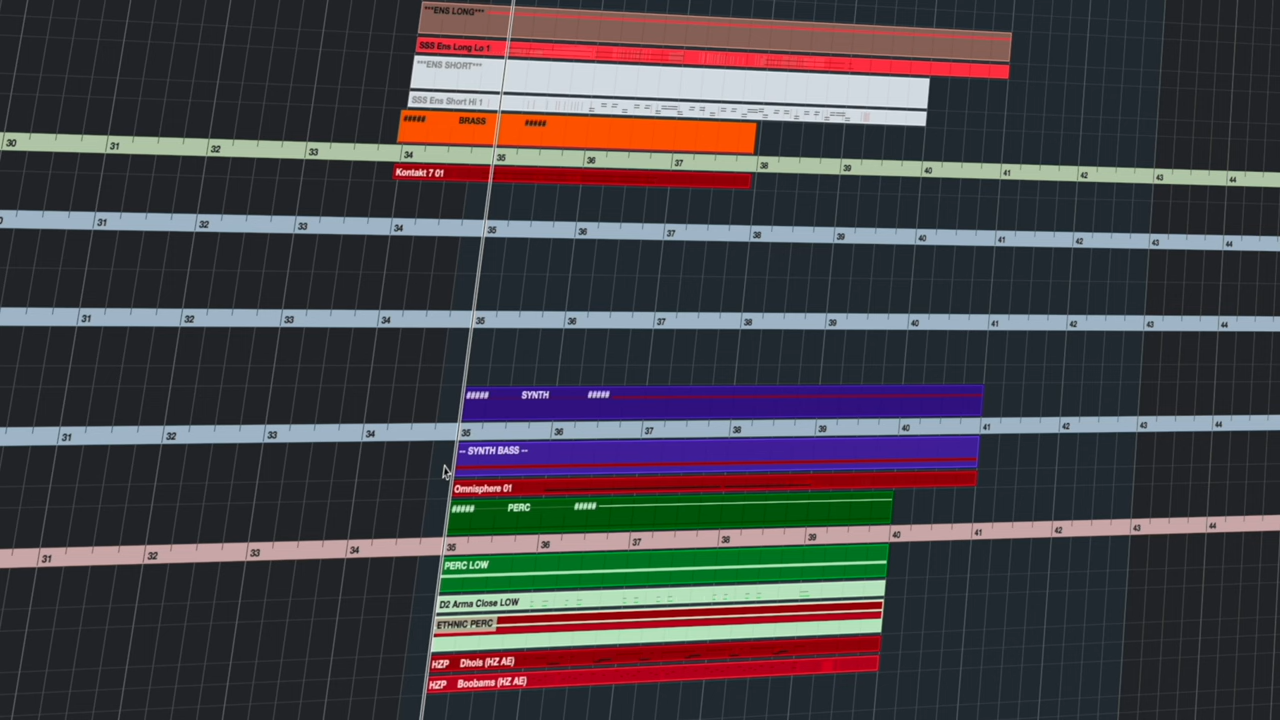 ***ENS LONG***
SSS Ens Long Lo 1
***ENS SHORT***
SSS Ens Short Hi 1
##### BRASS #####
30 31 32 33 34 35 36 37 38 39 40 41 42 43 44
Kontakt 7 01
31 32 33 34 35 36 37 38 39 40 41 42 43 44
31 32 33 34 35 36 37 38 39 40 41 42 43 44
##### SYNTH #####
31 32 33 34 35 36 37 38 39 40 41 42 43 44
-- SYNTH BASS --
Omnisphere 01
##### PERC #####
31 32 33 34 35 36 37 38 39 40 41 42 43 44
PERC LOW
D2 Arma Close LOW
ETHNIC PERC
HZP Dhols (HZ AE)
HZP Boobams (HZ AE)